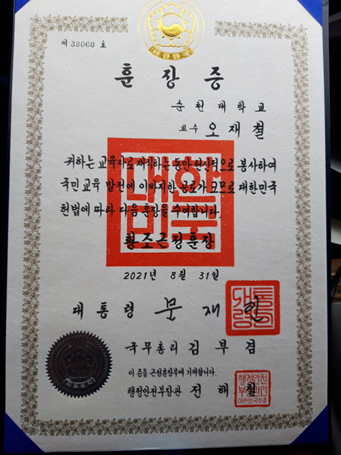 제 38060 호
훈장증
순천대학교
교수 오재철
귀하는 교육자로 재직하는 동안 헌신적으로 봉사하여
국민 교육 발전에 이바지한 공로가 크므로 대한민국
헌법에 따라 다음 훈장을 수여합니다.
황조근정훈장
2021년 8월 31일
대통령 문재인
국무총리 김부겸
이 증을 근정훈장부에 기재합니다.
행정안전부장관 전해철